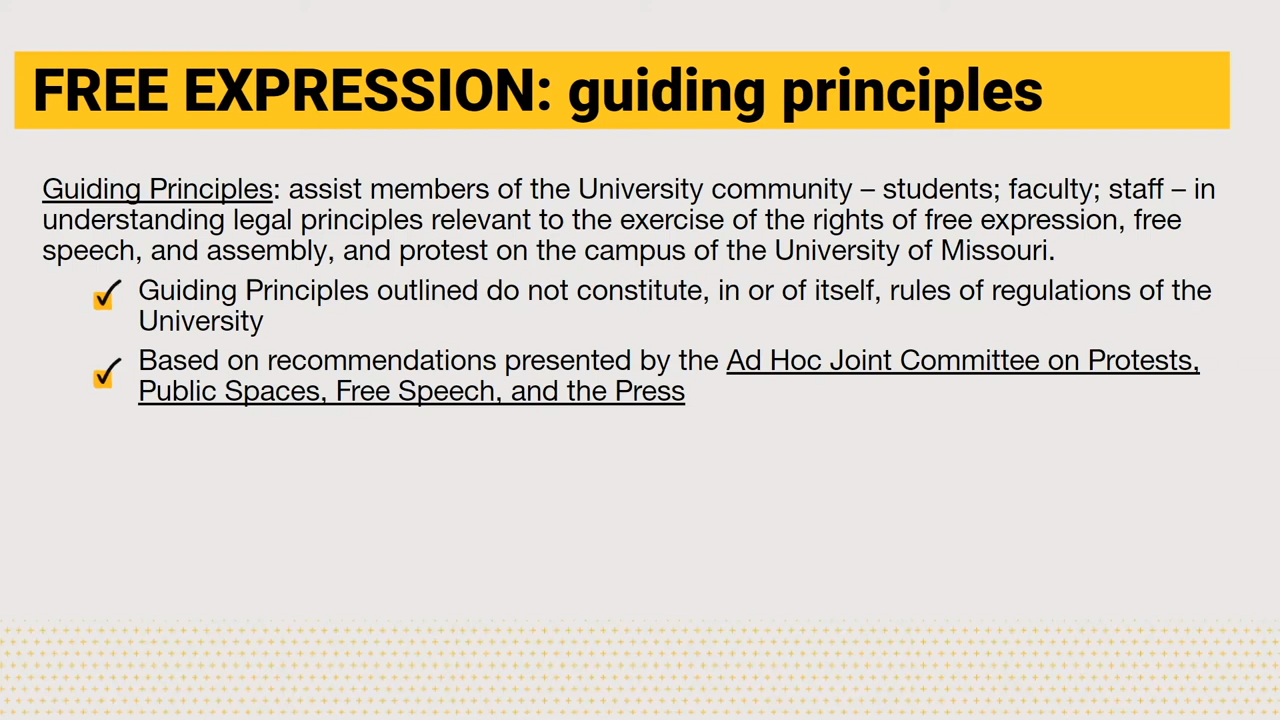 FREE EXPRESSION: guiding principles
Guiding Principles: assist members of the University community – students; faculty; staff – in
understanding legal principles relevant to the exercise of the rights of free expression, free
speech, and assembly, and protest on the campus of the University of Missouri.
Guiding Principles outlined do not constitute, in or of itself, rules of regulations of the
University
Based on recommendations presented by the Ad Hoc Joint Committee on Protests,
Public Spaces, Free Speech, and the Press